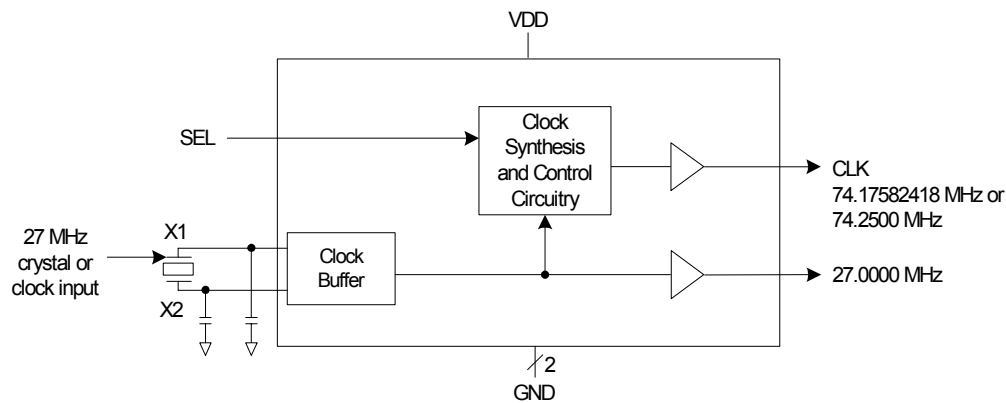 VDD
SEL
Clock
Synthesis
and Control
Circuitry
CLK
74.17582418 MHz or
74.2500 MHz
27 MHz
crystal or
clock input
X1
X2
Clock
Buffer
27.0000 MHz
2
GND